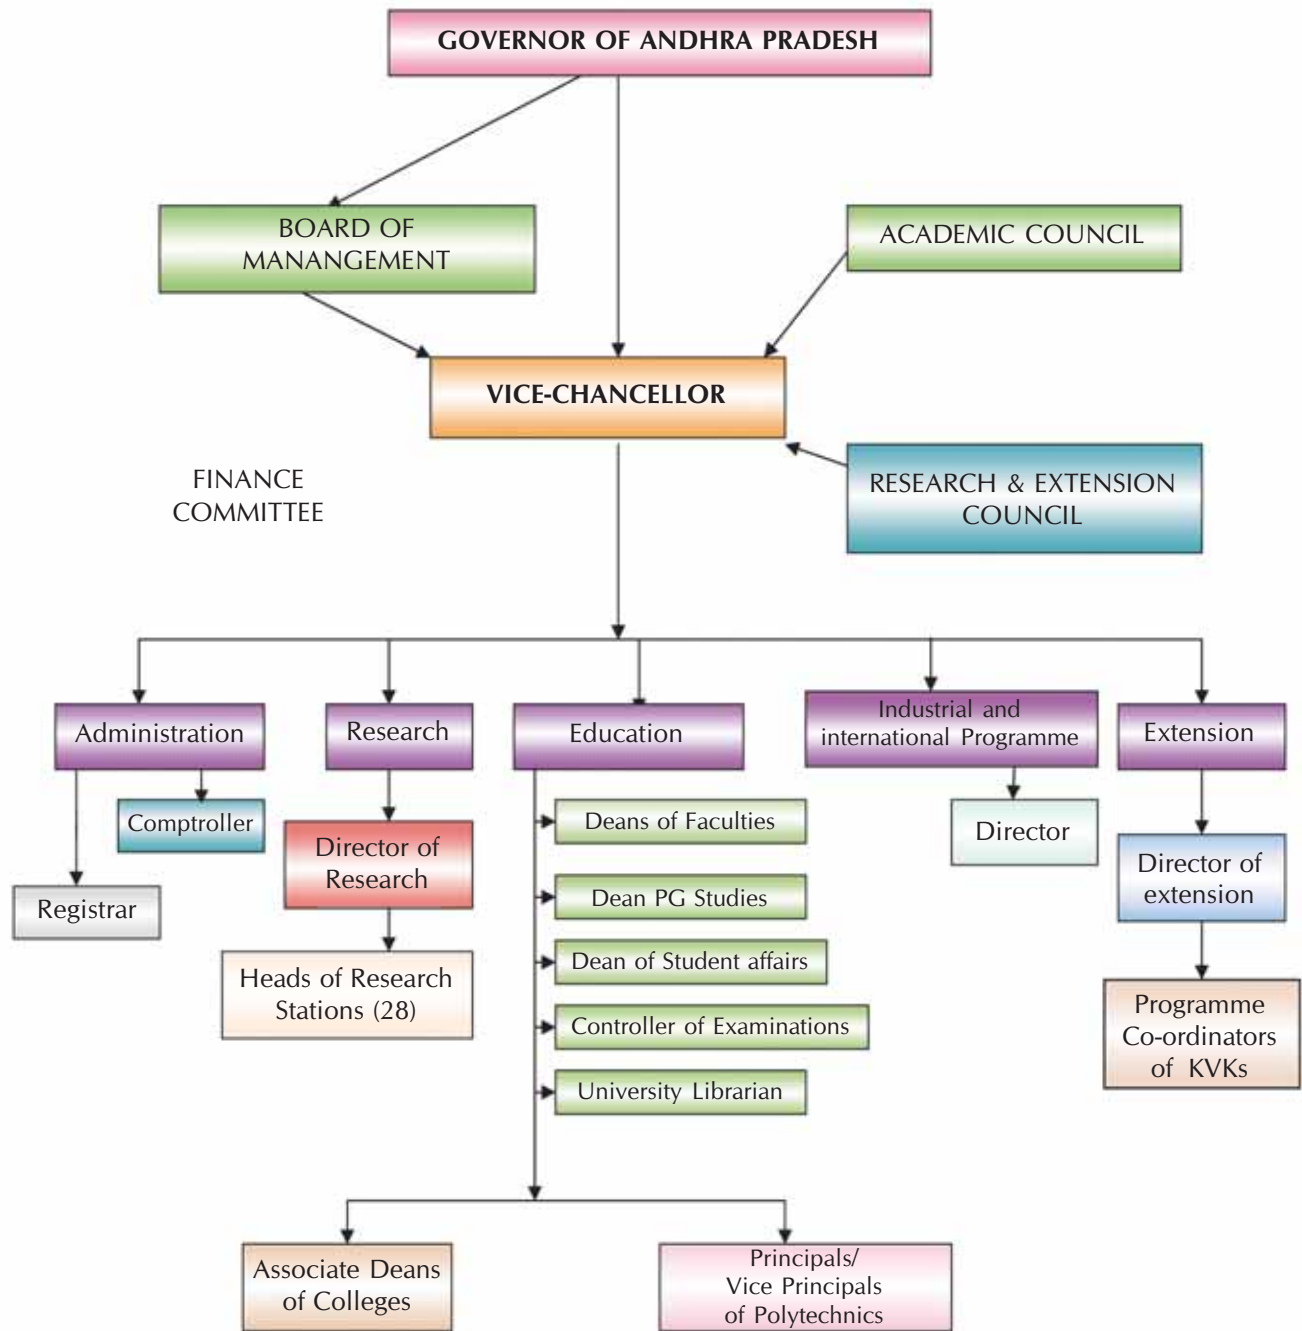 GOVERNOR OF ANDHRA PRADESH
BOARD OF
MANANGEMENT
ACADEMIC COUNCIL
VICE-CHANCELLOR
FINANCE
COMMITTEE
RESEARCH & EXTENSION
COUNCIL
Administration
Research
Education
Industrial and
international Programme
Extension
Comptroller
Registrar
Director of
Research
Heads of Research
Stations (28)
Deans of Faculties
Dean PG Studies
Dean of Student affairs
Controller of Examinations
University Librarian
Director
Director of
extension
Programme
Co-ordinators
of KVKs
Associate Deans
of Colleges
Principals/
Vice Principals
of Polytechnics